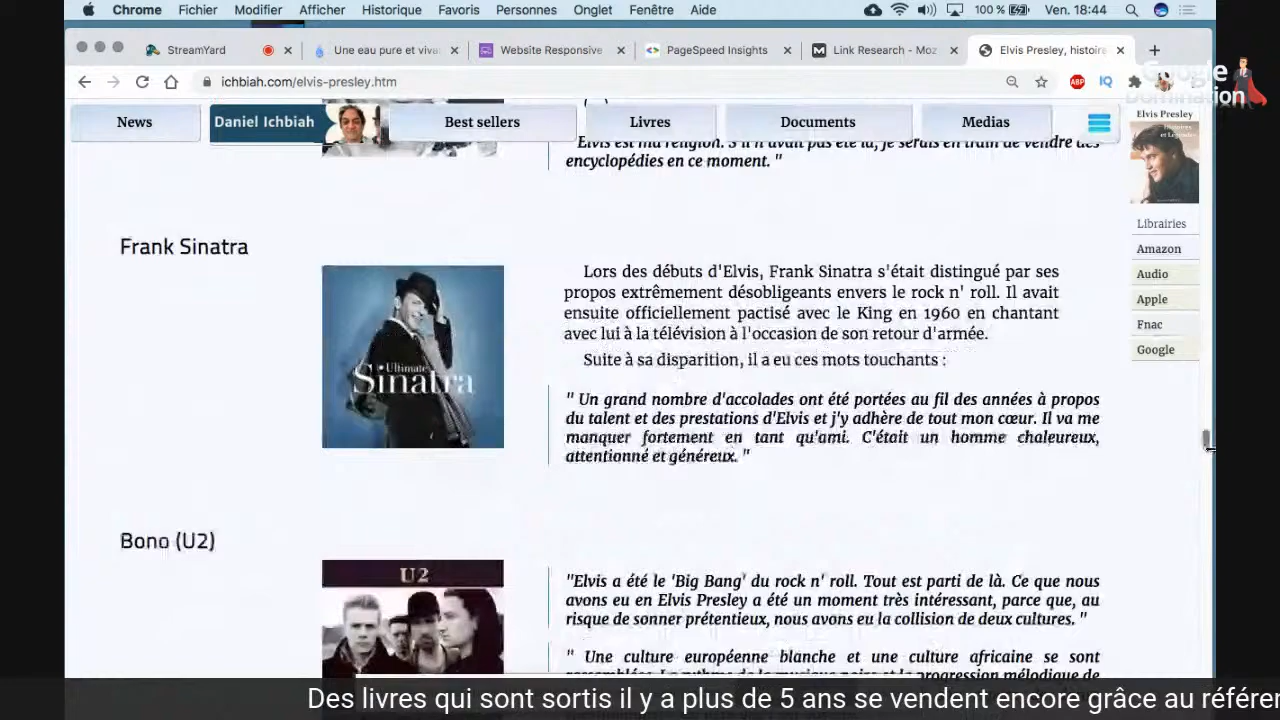 Chrome Fichier Modifier Afficher Historique Favoris Personnes Onglet Fenêtre Aide 100 % Ven. 18:44
StreamYard Une eau pure et viva Website Responsive PageSpeed Insights Link Research - Moz Elvis Presley, histoire
ichbiah.com/elvis-presley.htm ABP IQ
Google
Domination
News Daniel Ichbiah Best sellers Livres Documents Medias
Elvis Presley
Histoires
et Légendes
"Elvis est ma religion. S'il n'avait pas été là, je serais en train de vendre des
encyclopédies en ce moment. "
Librairies
Amazon
Audio
Apple
Fnac
Google
Frank Sinatra
Ultimate
Sinatra
Lors des débuts d'Elvis, Frank Sinatra s'était distingué par ses
propos extrêmement désobligeants envers le rock n' roll. Il avait
ensuite officiellement pactisé avec le King en 1960 en chantant
avec lui à la télévision à l'occasion de son retour d'armée.
Suite à sa disparition, il a eu ces mots touchants :
" Un grand nombre d'accolades ont été portées au fil des années à propos
du talent et des prestations d'Elvis et j'y adhère de tout mon cœur. Il va me
manquer fortement en tant qu'ami. C'était un homme chaleureux,
attentionné et généreux. "
Bono (U2)
U2
"Elvis a été le 'Big Bang' du rock n' roll. Tout est parti de là. Ce que nous
avons eu en Elvis Presley a été un moment très intéressant, parce que, au
risque de sonner prétentieux, nous avons eu la collision de deux cultures. "
" Une culture européenne blanche et une culture africaine se sont
progression mélodique de
Des livres qui sont sortis il y a plus de 5 ans se vendent encore grâce au référen